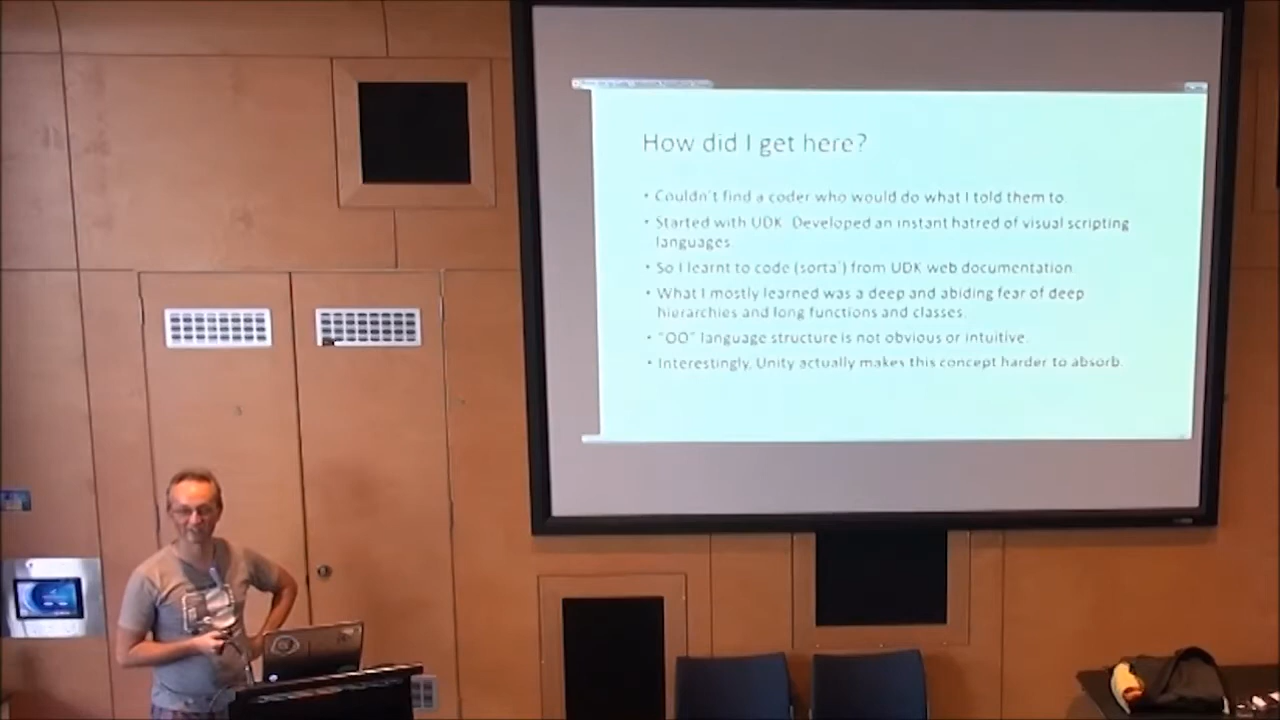 How did I get here?
• Couldn't find a coder who would do what I told them to.
• Started with UDK. Developed an instant hatred of visual scripting
languages.
• So I learnt to code (sorta') from UDK web documentation.
• What I mostly learned was a deep and abiding fear of deep
hierarchies and long functions and classes.
• "OO" language structure is not obvious or intuitive.
• Interestingly, Unity actually makes this concept harder to absorb.